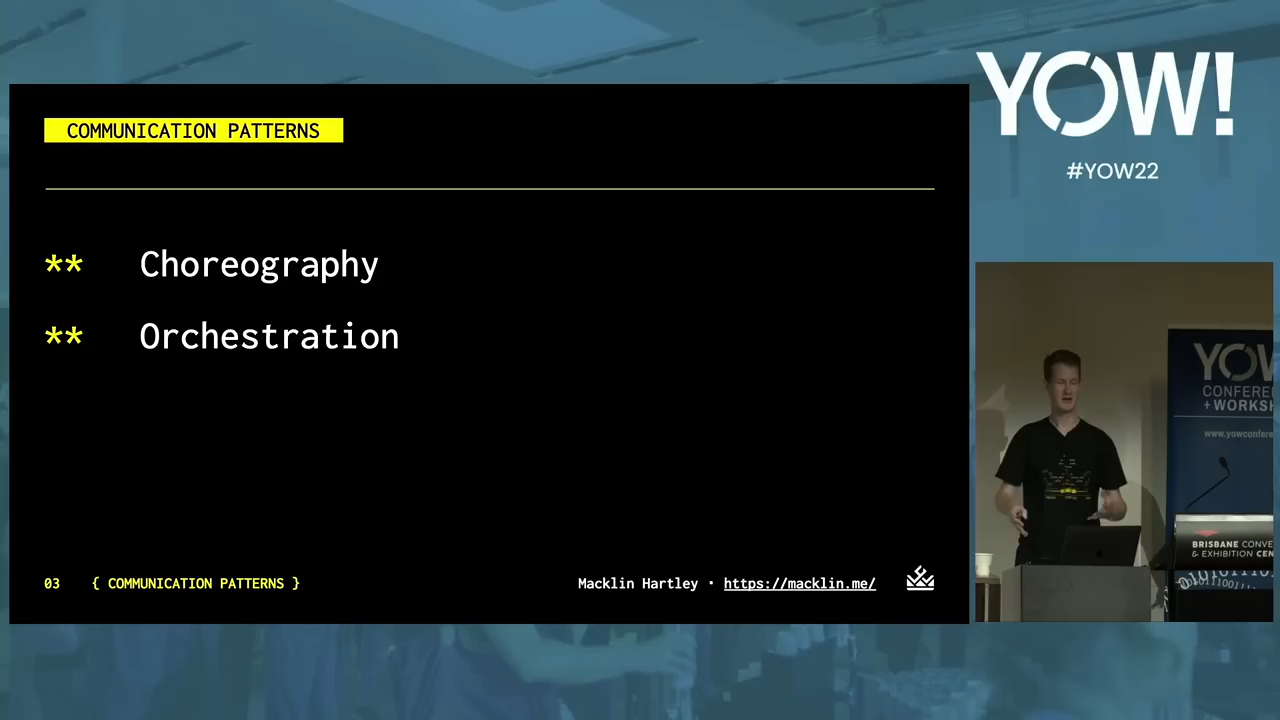 COMMUNICATION PATTERNS
** Choreography
** Orchestration
03 { COMMUNICATION PATTERNS }
Macklin Hartley • https://macklin.me/
YOW!
#YOW22
YOW
CONFERE
+WORKSH
www.yowconfere
BRISBANE CONVE
& EXHIBITION CEN